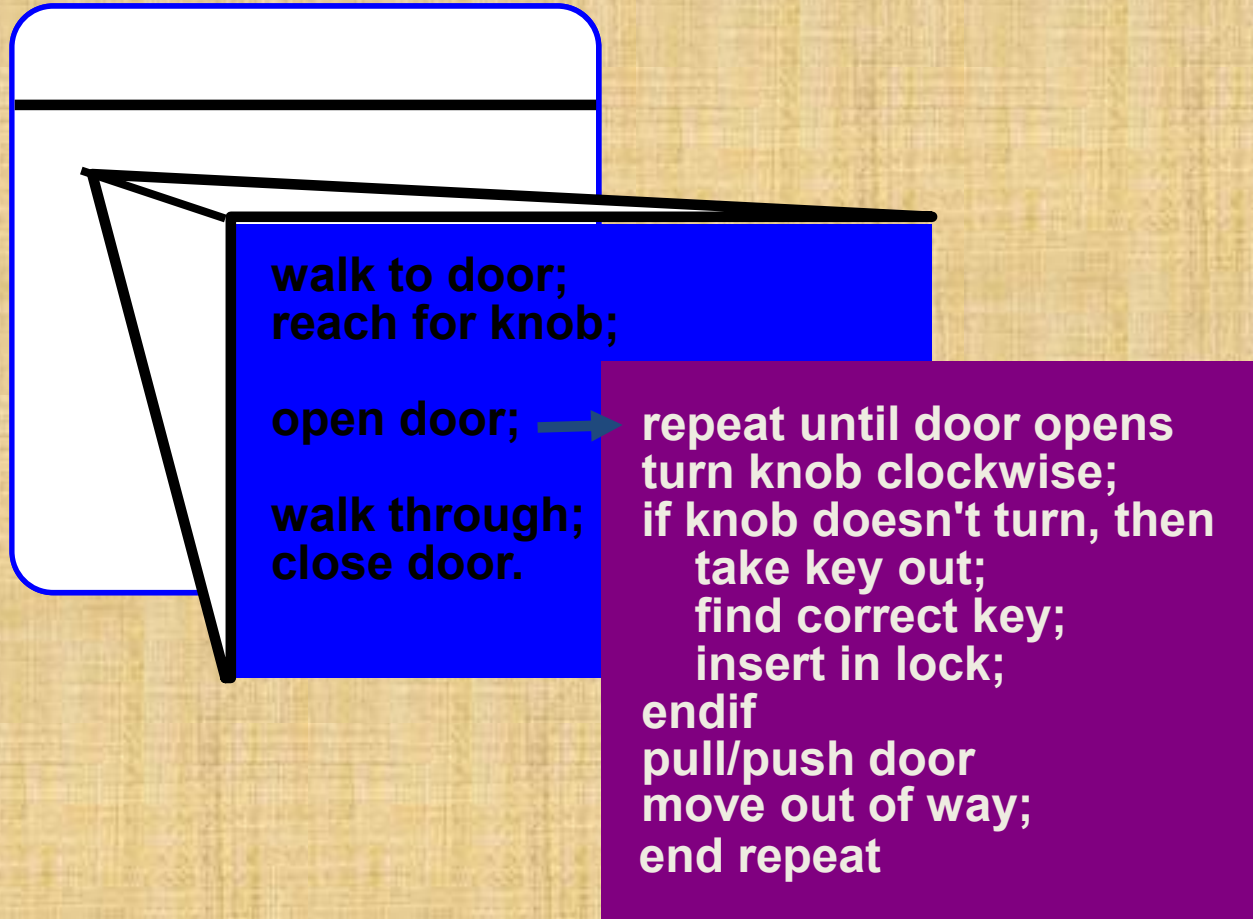 walk to door;
reach for knob;
open door;
walk through;
close door.
repeat until door opens
turn knob clockwise;
if knob doesn't turn, then
take key out;
find correct key;
insert in lock;
endif
pull/push door
move out of way;
end repeat